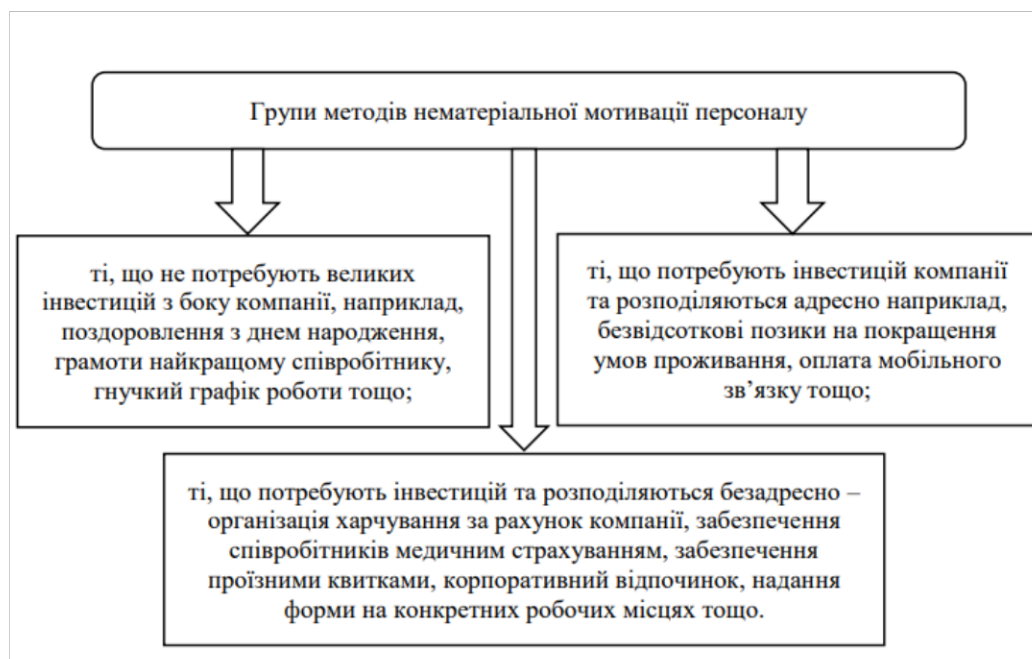 Групи методів нематеріальної мотивації персоналу
ті, що не потребують великих
інвестицій з боку компанії, наприклад,
поздоровлення з днем народження,
грамоти найкращому співробітнику,
гнучкий графік роботи тощо;
ті, що потребують інвестицій компанії
та розподіляються адресно наприклад,
безвідсоткові позики на покращення
умов проживання, оплата мобільного
зв’язку тощо;
ті, що потребують інвестицій та розподіляються безадресно –
організація харчування за рахунок компанії, забезпечення
співробітників медичним страхуванням, забезпечення
проїзними квитками, корпоративний відпочинок, надання
форми на конкретних робочих місцях тощо.